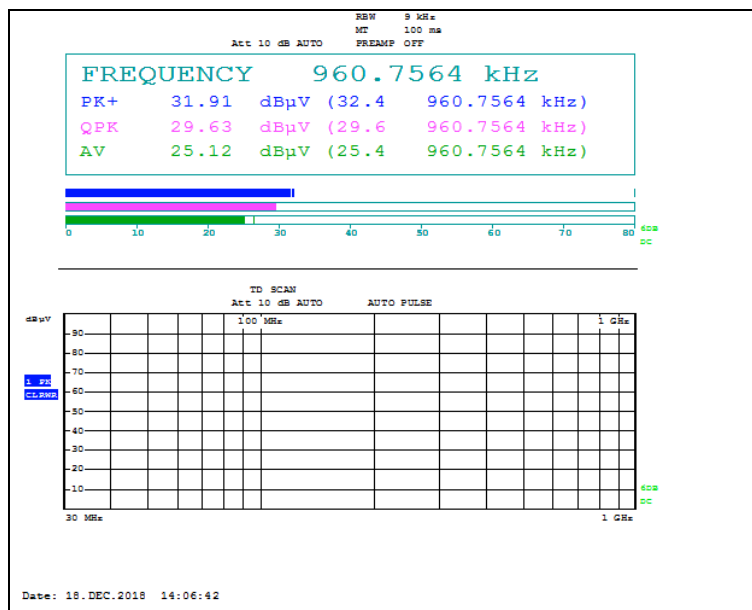 RBW 9 kHz
MT 100 ms
Att 10 dB AUTO PREAMP OFF
FREQUENCY 960.7564 kHz
PK+ 31.91 dBµV (32.4 960.7564 kHz)
QPK 29.63 dBµV (29.6 960.7564 kHz)
AV 25.12 dBµV (25.4 960.7564 kHz)
0 10 20 30 40 50 60 70 80
6DB
DC
TD SCAN
Att 10 dB AUTO AUTO PULSE
dBµV
100 MHz 1 GHz
90
80
70
1 PK
60
CLRWR
50
40
30
20
10
6DB
DC
30 MHz 1 GHz
Date: 18.DEC.2018 14:06:42